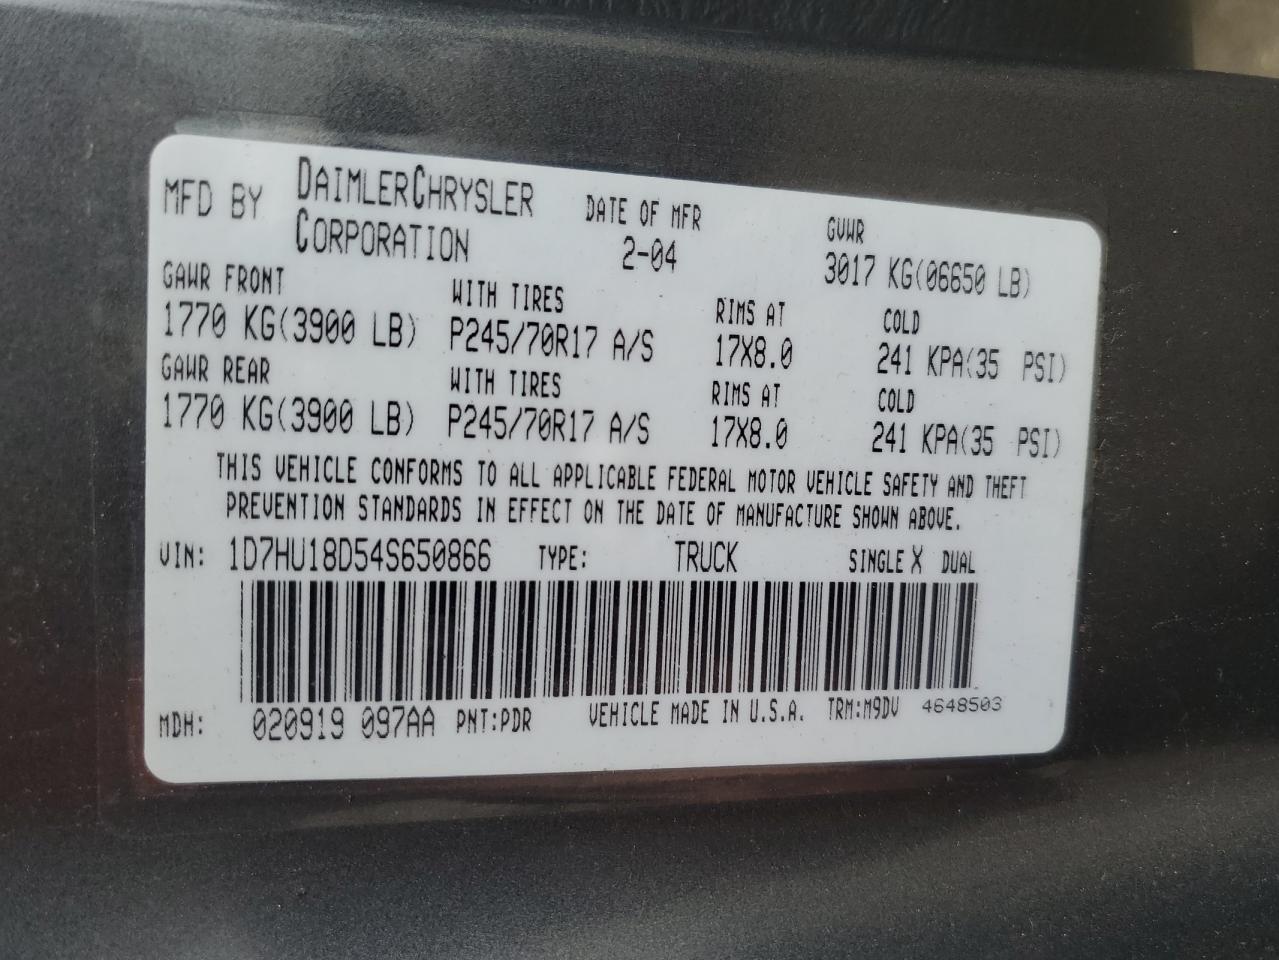 MFD BY DAIMLERCHRYSLER CORPORATION DATE OF MFR 2-04 GVWR 3017 KG(06650 LB)
GAWR FRONT WITH TIRES RIMS AT COLD
1770 KG(3900 LB) P245/70R17 A/S 17X8.0 241 KPA(35 PSI)
GAWR REAR WITH TIRES RIMS AT COLD
1770 KG(3900 LB) P245/70R17 A/S 17X8.0 241 KPA(35 PSI)
THIS VEHICLE CONFORMS TO ALL APPLICABLE FEDERAL MOTOR VEHICLE SAFETY AND THEFT
PREVENTION STANDARDS IN EFFECT ON THE DATE OF MANUFACTURE SHOWN ABOVE.
VIN: 1D7HU18D54S650866 TYPE: TRUCK SINGLE X DUAL
MDH: 020919 097AA PNT:PDR VEHICLE MADE IN U.S.A. TRM:M9DV 4648503